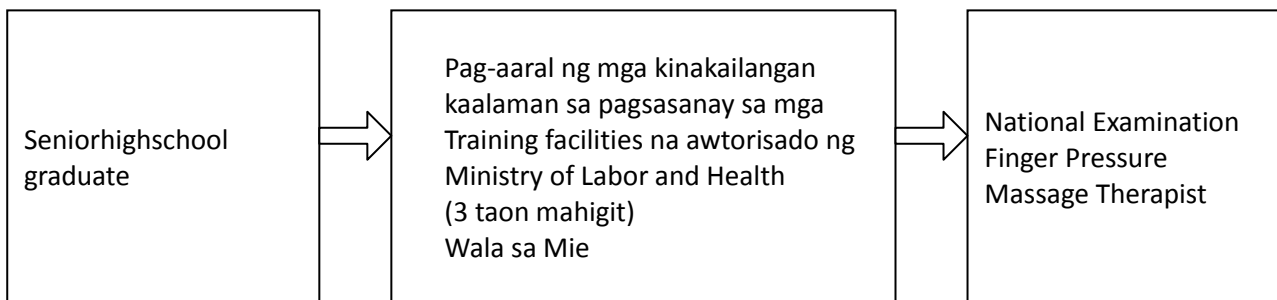 Seniorhighschool
graduate
Pag-aaral ng mga kinakailangan
kaalaman sa pagsasanay sa mga
Training facilities na awtorisado ng
Ministry of Labor and Health
(3 taon mahigit)
Wala sa Mie
National Examination
Finger Pressure
Massage Therapist